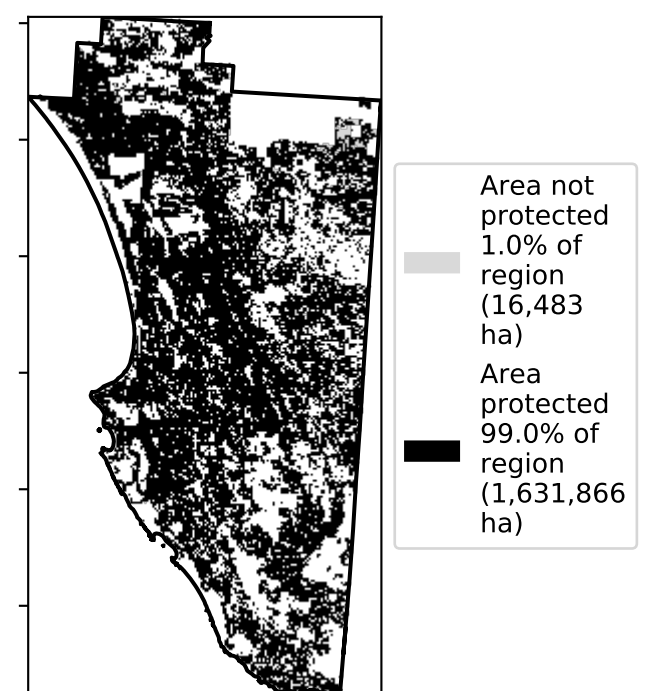 Area not
protected
1.0% of
region
(16,483
ha)
Area
protected
99.0% of
region
(1,631,866
ha)